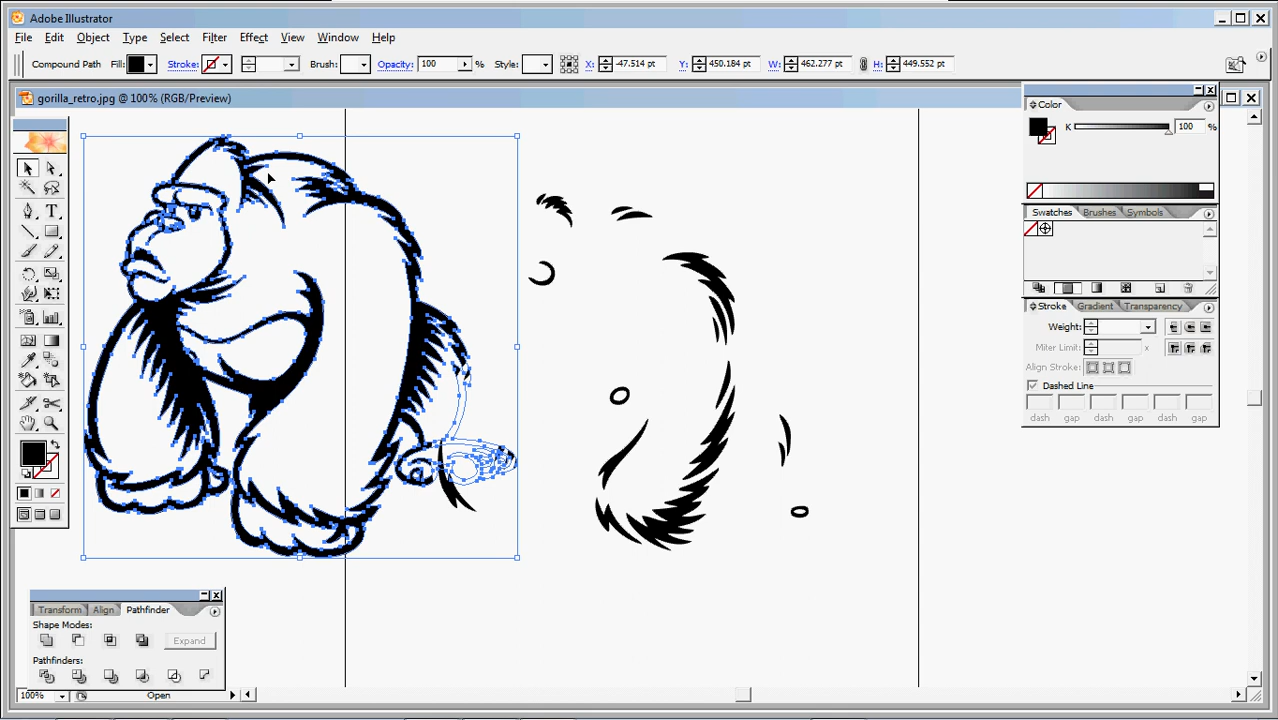 Adobe Illustrator
File Edit Object Type Select Filter Effect View Window Help
Compound Path Fill: Stroke: Brush: Opacity: 100 % Style: X: -47.514 pt Y: 450.184 pt W: 462.277 pt H: 449.552 pt
gorilla_retro.jpg @ 100% (RGB/Preview)
Color
K 100 %
Swatches Brushes Symbols
Stroke Gradient Transparency
Weight:
Miter Limit: x
Align Stroke:
Dashed Line
dash gap dash gap dash gap
Transform Align Pathfinder
Shape Modes:
Expand
Pathfinders:
100% Open